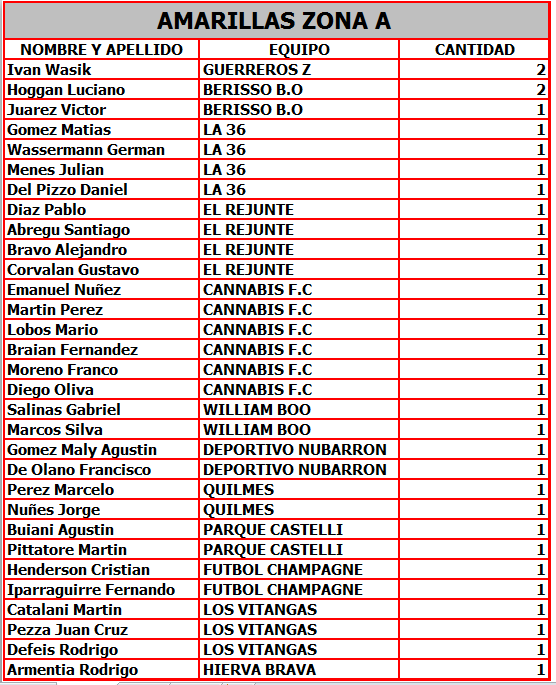 AMARILLAS ZONA A
NOMBRE Y APELLIDO EQUIPO CANTIDAD
Ivan Wasik GUERREROS Z 2
Hoggan Luciano BERISSO B.O 2
Juarez Victor BERISSO B.O 1
Gomez Matias LA 36 1
Wassermann German LA 36 1
Menes Julian LA 36 1
Del Pizzo Daniel LA 36 1
Diaz Pablo EL REJUNTE 1
Abregu Santiago EL REJUNTE 1
Bravo Alejandro EL REJUNTE 1
Corvalan Gustavo EL REJUNTE 1
Emanuel Nuñez CANNABIS F.C 1
Martin Perez CANNABIS F.C 1
Lobos Mario CANNABIS F.C 1
Braian Fernandez CANNABIS F.C 1
Moreno Franco CANNABIS F.C 1
Diego Oliva CANNABIS F.C 1
Salinas Gabriel WILLIAM BOO 1
Marcos Silva WILLIAM BOO 1
Gomez Maly Agustin DEPORTIVO NUBARRON 1
De Olano Francisco DEPORTIVO NUBARRON 1
Perez Marcelo QUILMES 1
Nuñes Jorge QUILMES 1
Buiani Agustin PARQUE CASTELLI 1
Pittatore Martin PARQUE CASTELLI 1
Henderson Cristian FUTBOL CHAMPAGNE 1
Iparraguirre Fernando FUTBOL CHAMPAGNE 1
Catalani Martin LOS VITANGAS 1
Pezza Juan Cruz LOS VITANGAS 1
Defeis Rodrigo LOS VITANGAS 1
Armentia Rodrigo HIERVA BRAVA 1